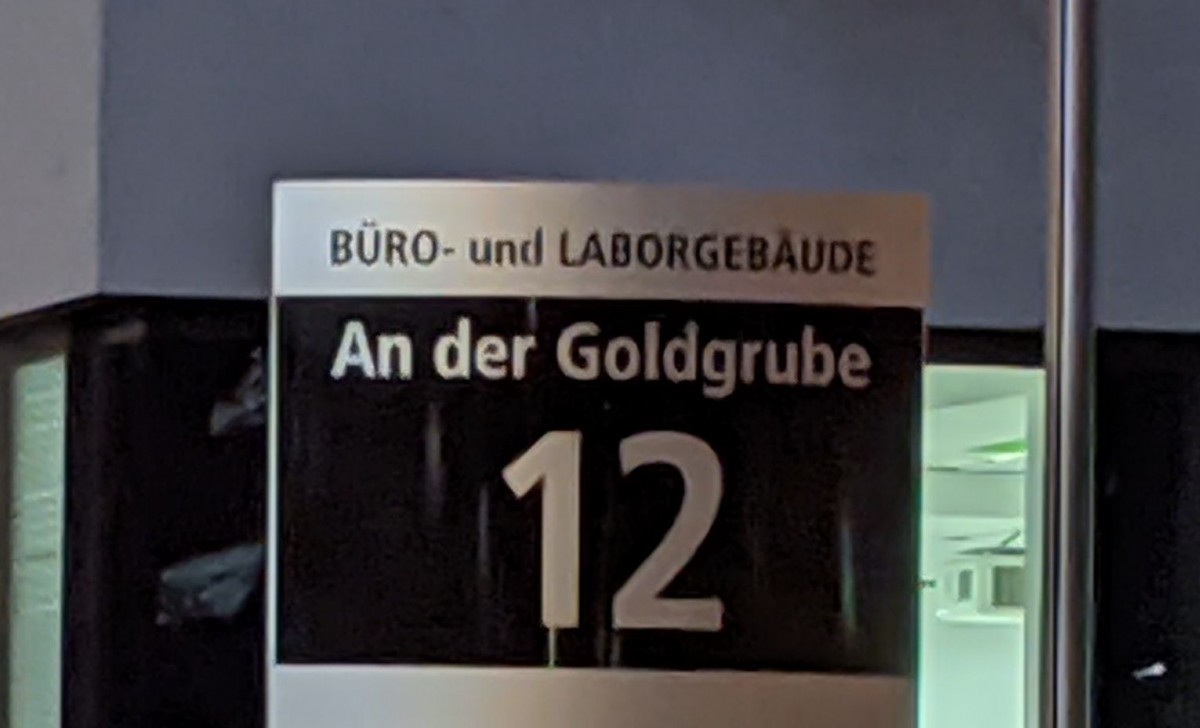 BÜRO- und LABORGEBÄUDE
An der Goldgrube
12